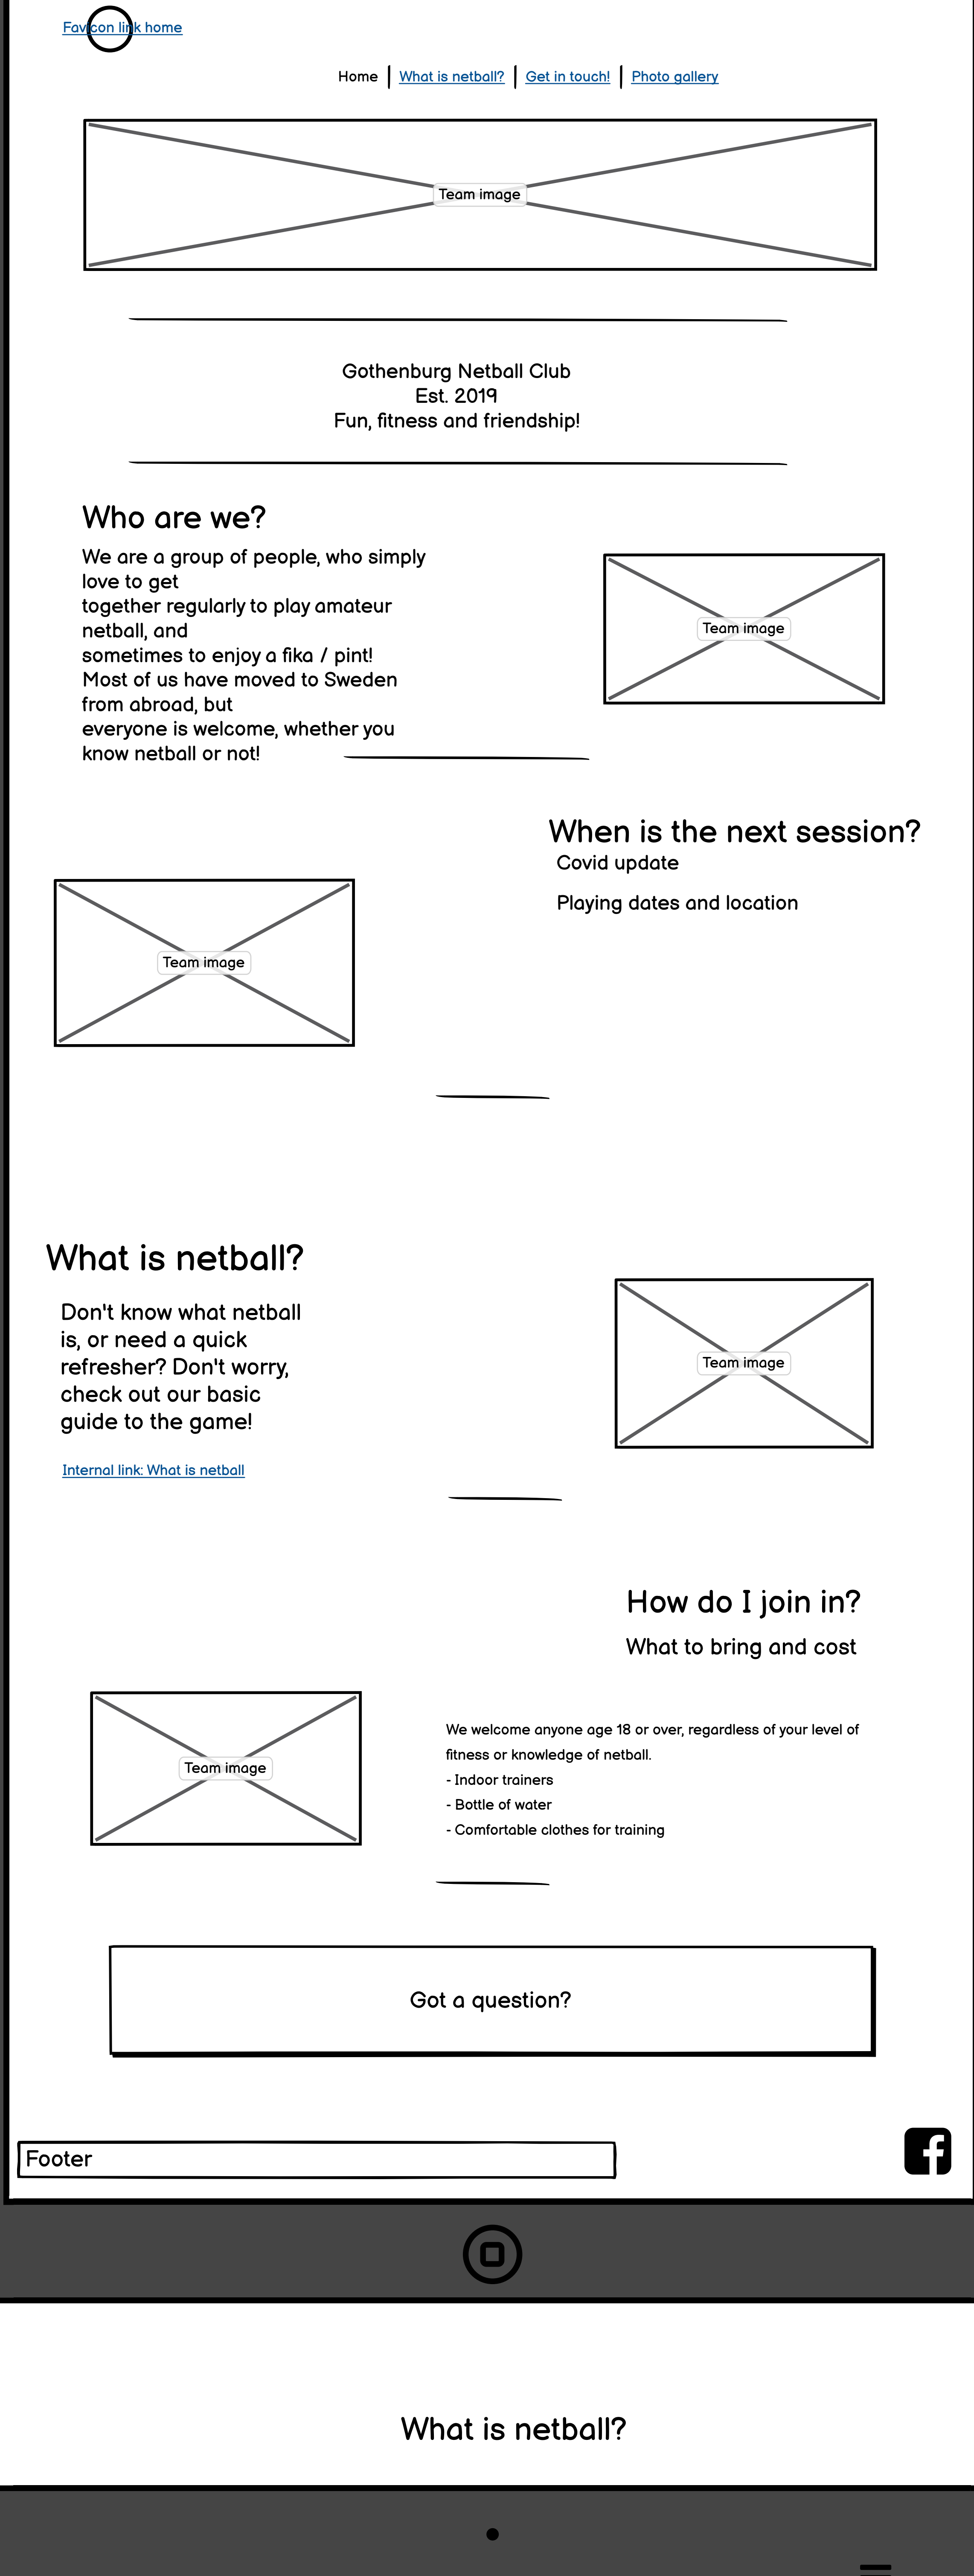 Favicon link home
Home | What is netball? | Get in touch! | Photo gallery
Team image
Gothenburg Netball Club
Est. 2019
Fun, fitness and friendship!
Who are we?
We are a group of people, who simply
love to get
together regularly to play amateur
netball, and
sometimes to enjoy a fika / pint!
Most of us have moved to Sweden
from abroad, but
everyone is welcome, whether you
know netball or not!
Team image
When is the next session?
Covid update
Playing dates and location
Team image
What is netball?
Don't know what netball
is, or need a quick
refresher? Don't worry,
check out our basic
guide to the game!
Internal link: What is netball
Team image
How do I join in?
What to bring and cost
We welcome anyone age 18 or over, regardless of your level of
fitness or knowledge of netball.
- Indoor trainers
- Bottle of water
- Comfortable clothes for training
Team image
Got a question?
Footer
What is netball?